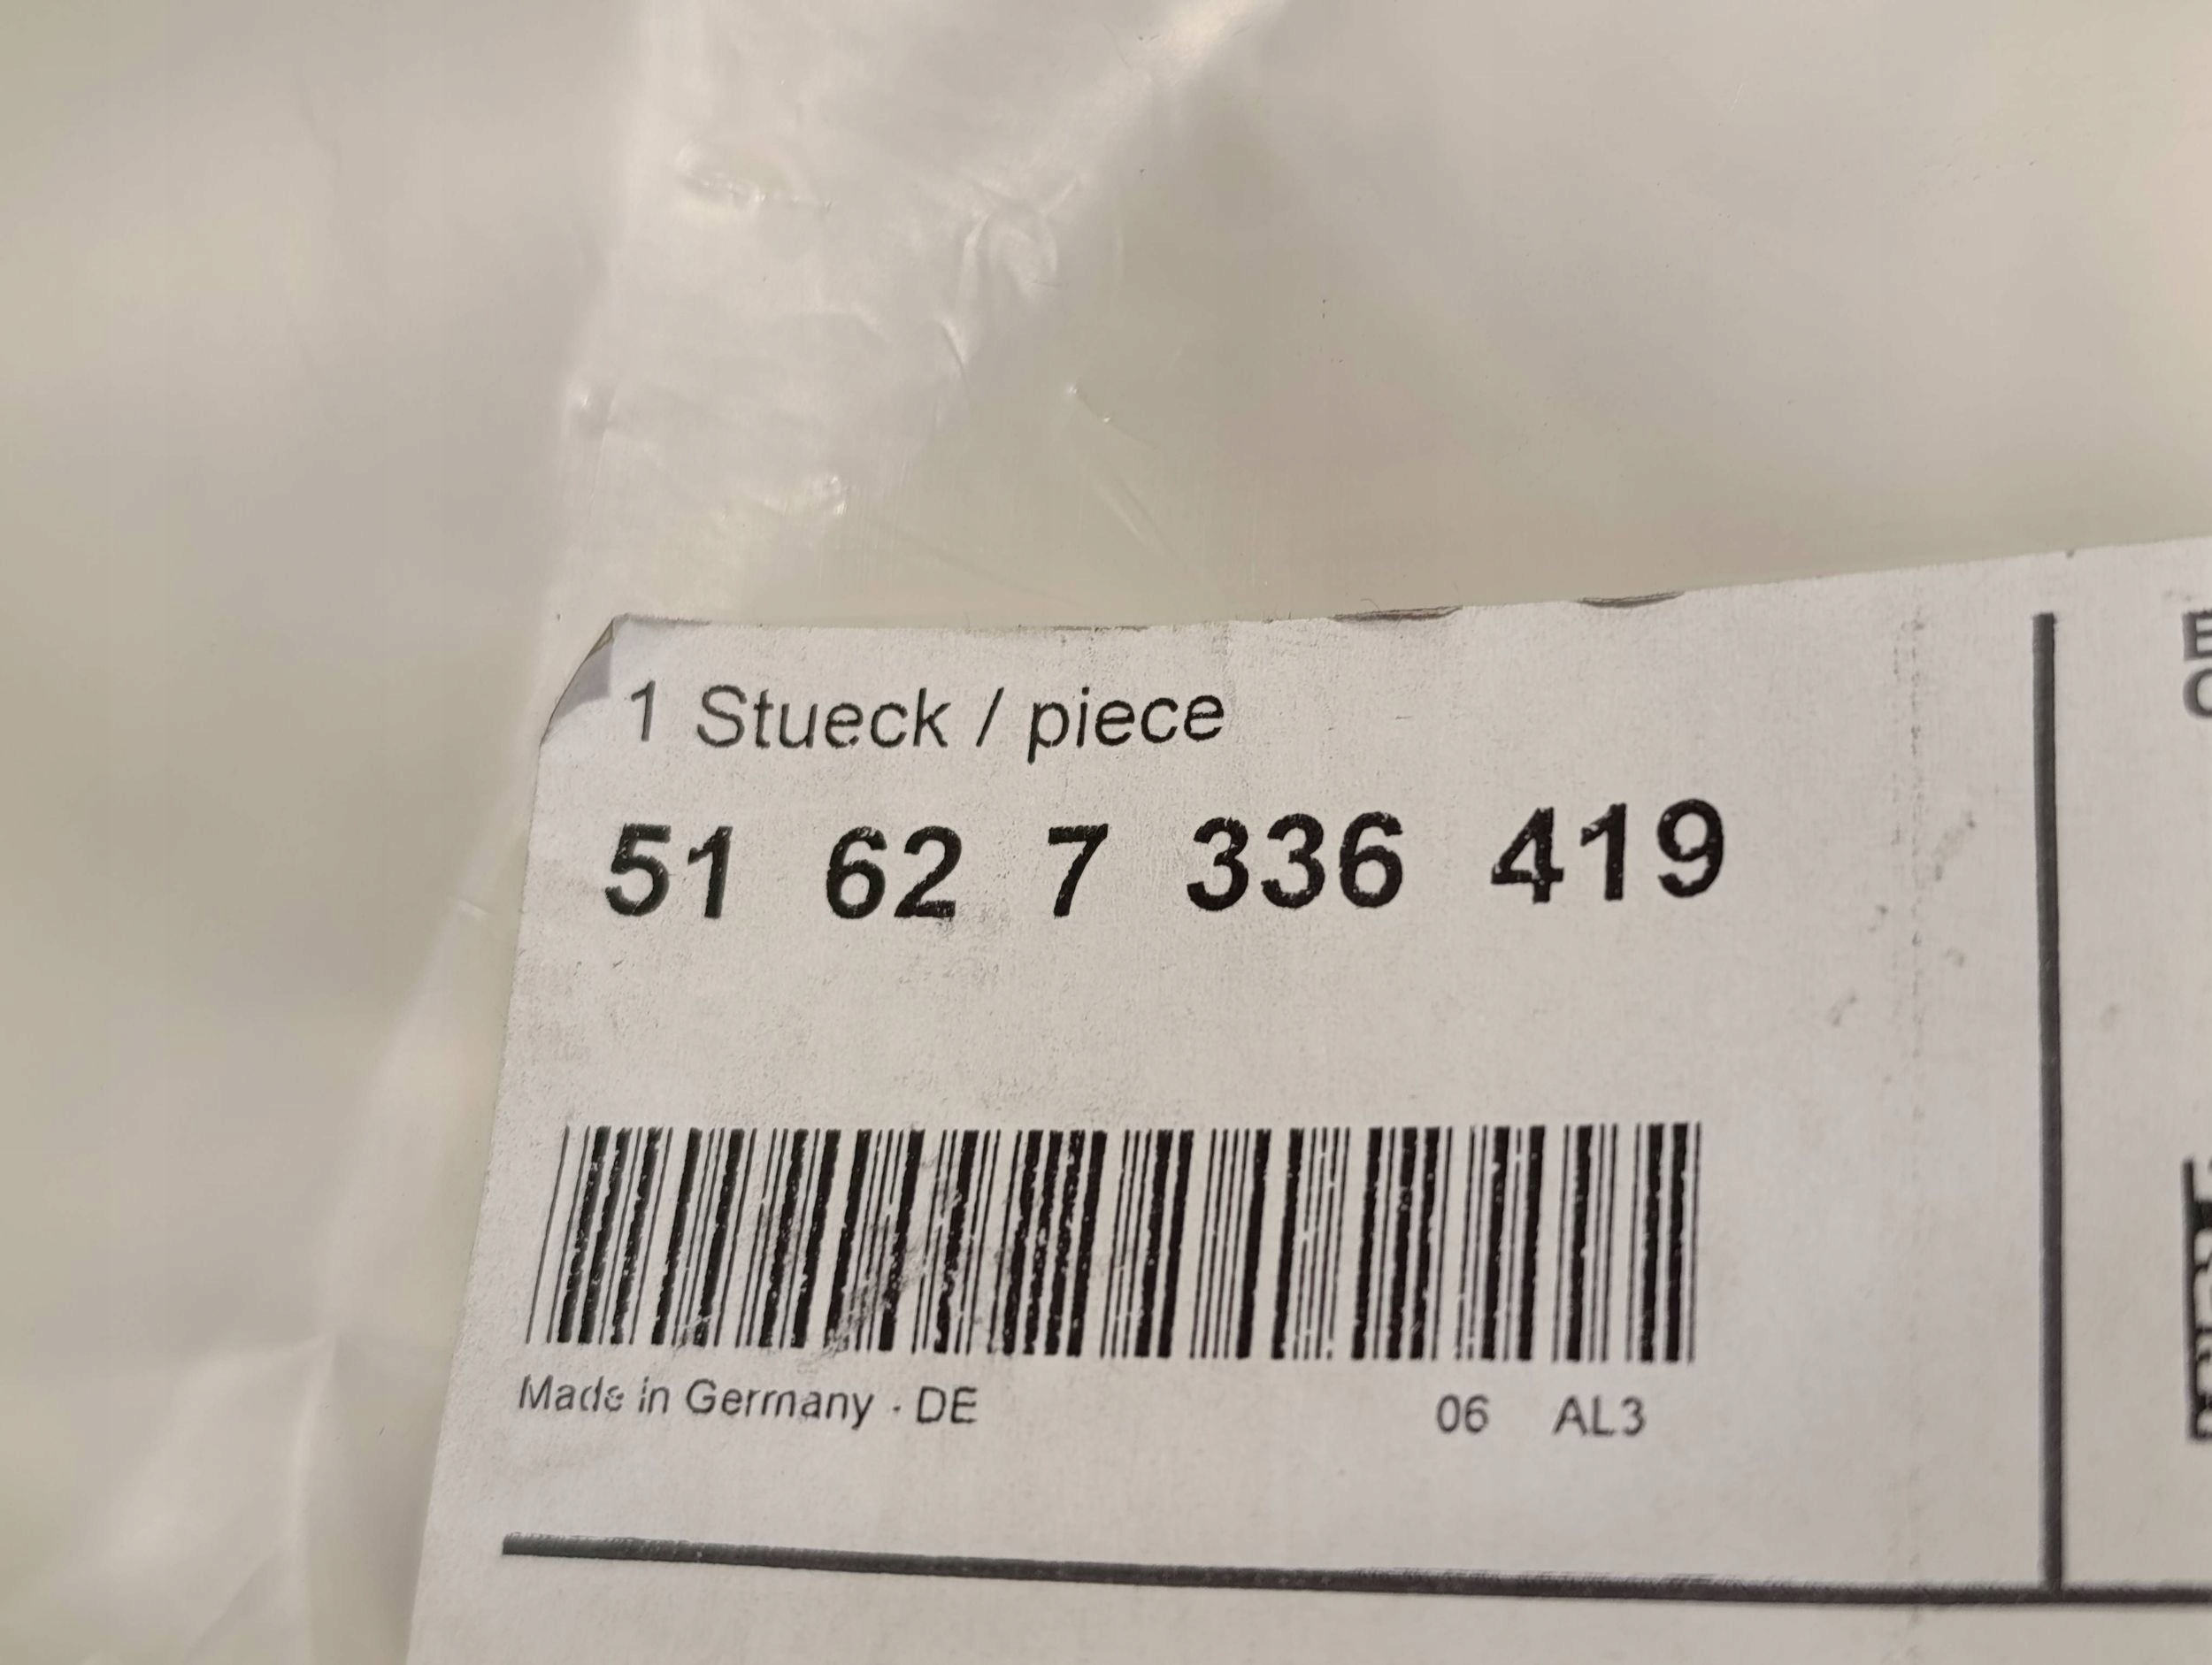 1 Stueck / piece
51 62 7 336 419
Made in Germany · DE
06 AL3